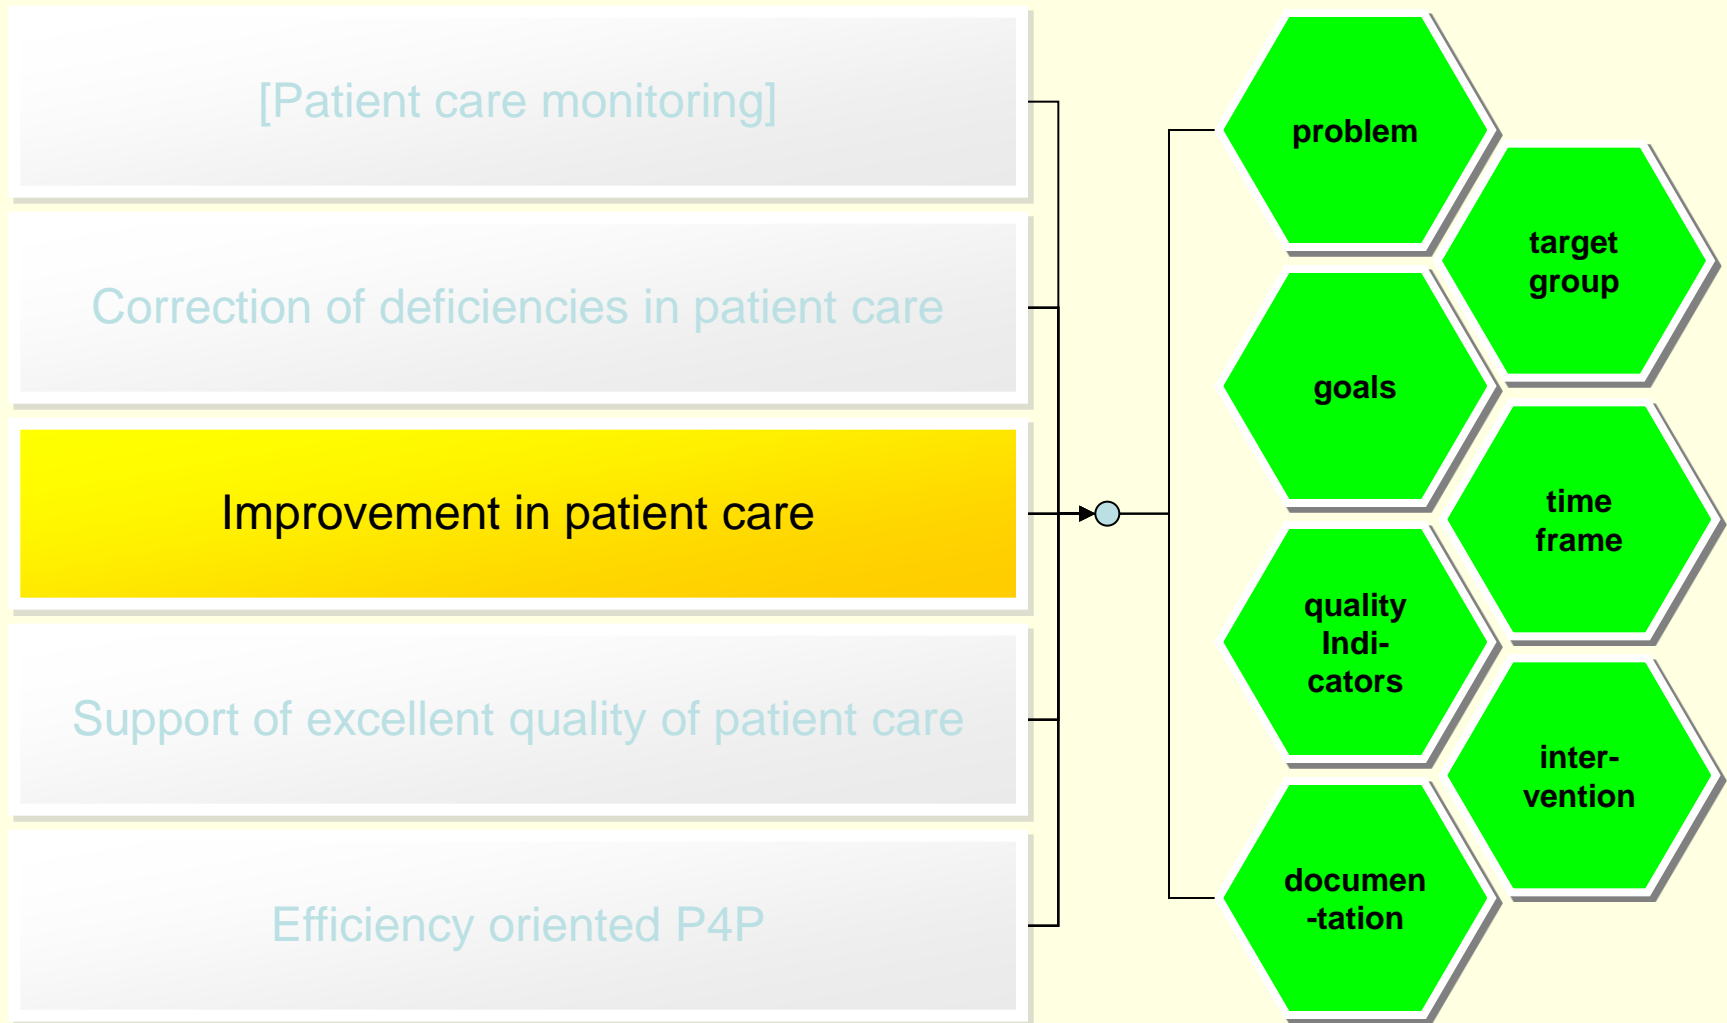 [Patient care monitoring]
Correction of deficiencies in patient care
Improvement in patient care
Support of excellent quality of patient care
Efficiency oriented P4P
problem
target
group
goals
time
frame
quality
Indi-
cators
inter-
vention
documen
-tation